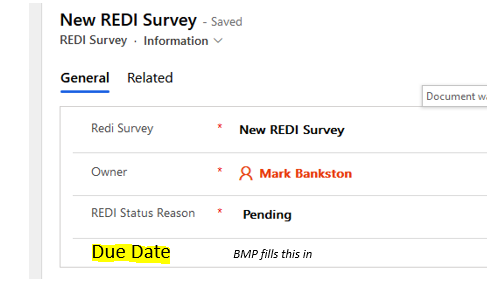 New REDI Survey - Saved
REDI Survey · Information
General Related
Document wa
Redi Survey * New REDI Survey
Owner * Mark Bankston
REDI Status Reason * Pending
Due Date BMP fills this in